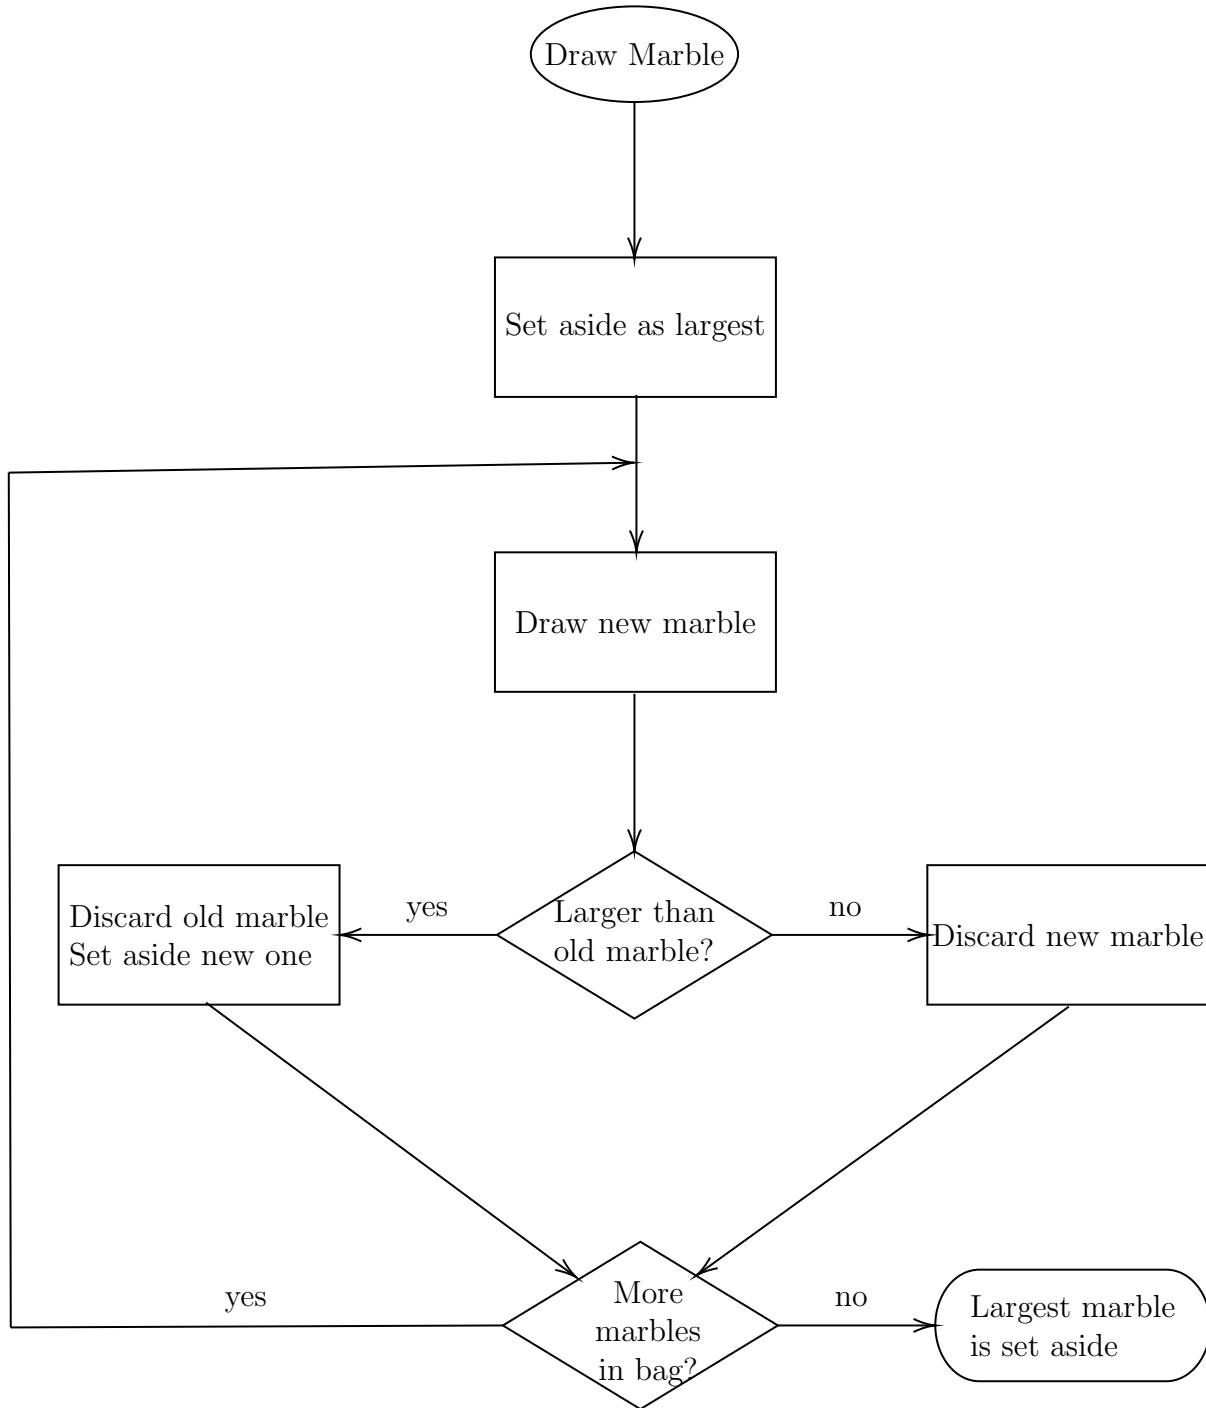 Draw Marble
Set aside as largest
Draw new marble
Discard old marble
Set aside new one
yes
Larger than
old marble?
no
Discard new marble
yes
More
marbles
in bag?
no
Largest marble
is set aside